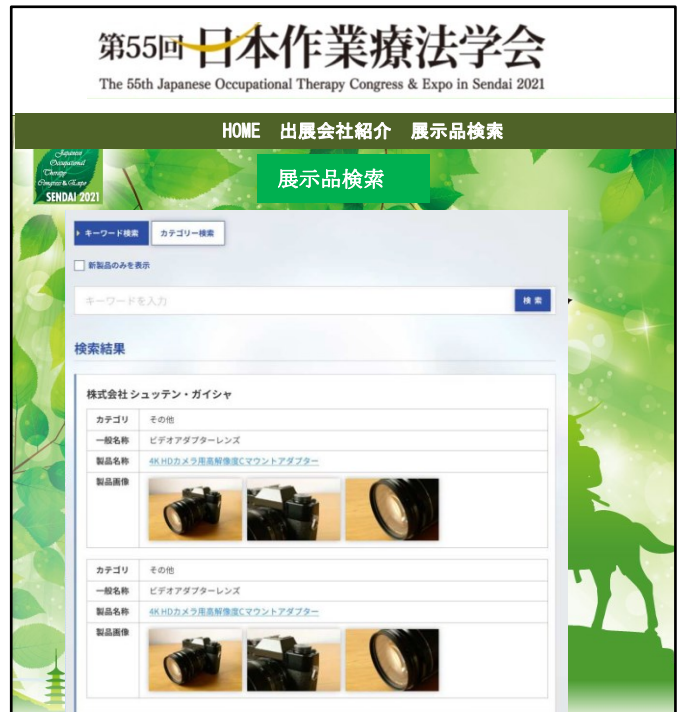 第55回 日本作業療法学会
The 55th Japanese Occupational Therapy Congress & Expo in Sendai 2021
HOME 出展会社紹介 展示品検索
Japanese
Occupational
Therapy
Congress & Expo
SENDAI 2021
展示品検索
キーワード検索 カテゴリー検索
新製品のみを表示
キーワードを入力 検 索
検索結果
株式会社 シュッテン・ガイシャ
カテゴリ その他
一般名称 ビデオアダプターレンズ
製品名称 4K HDカメラ用高解像度Cマウントアダプター
製品画像
カテゴリ その他
一般名称 ビデオアダプターレンズ
製品名称 4K HDカメラ用高解像度Cマウントアダプター
製品画像